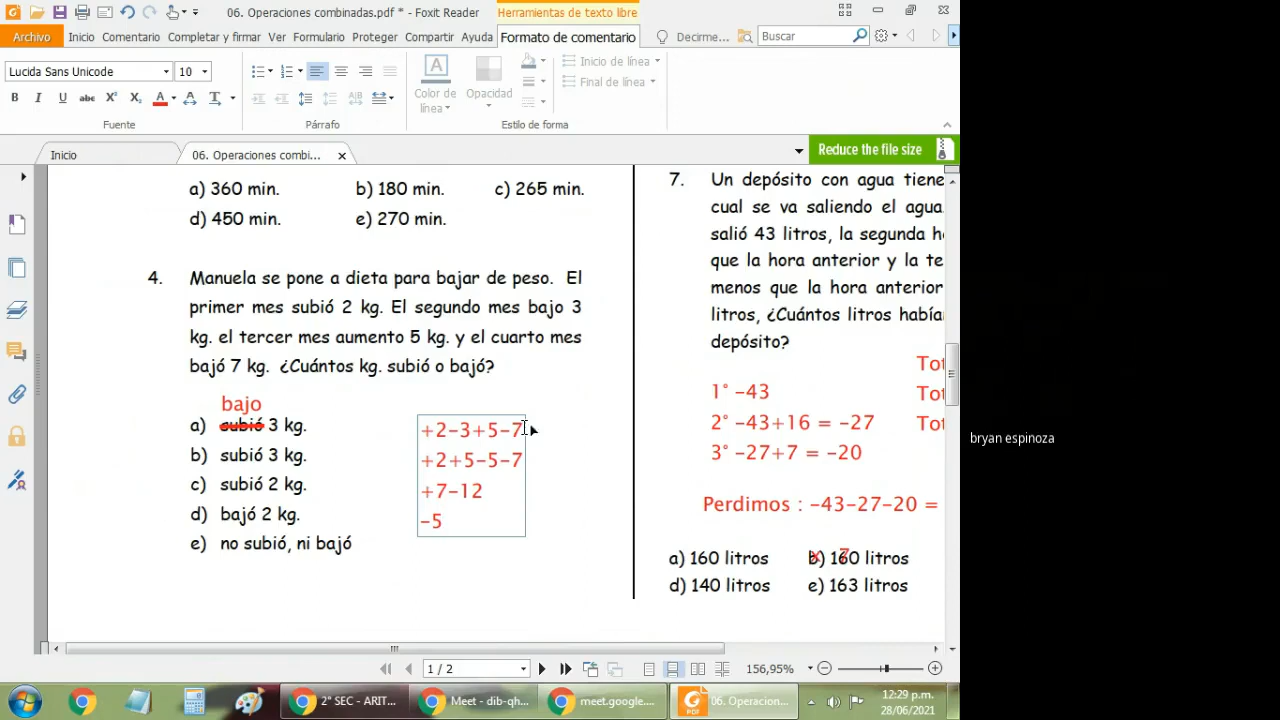 06. Operaciones combinadas.pdf * - Foxit Reader
Herramientas de texto libre
Archivo Inicio Comentario Completar y firmar Ver Formulario Proteger Compartir Ayuda Formato de comentario Decirme... Buscar
Lucida Sans Unicode 10
Color de línea
Opacidad
Inicio de línea
Final de línea
Fuente Párrafo Estilo de forma
Inicio
06. Operaciones combi...
Reduce the file size
a) 360 min. b) 180 min. c) 265 min.
d) 450 min. e) 270 min.
4. Manuela se pone a dieta para bajar de peso. El
primer mes subió 2 kg. El segundo mes bajo 3
kg. el tercer mes aumento 5 kg. y el cuarto mes
bajó 7 kg. ¿Cuántos kg. subió o bajó?
bajo
a) subió 3 kg.
b) subió 3 kg.
c) subió 2 kg.
d) bajó 2 kg.
e) no subió, ni bajó
+2-3+5-7
+2+5-5-7
+7-12
-5
7. Un depósito con agua tiene
cual se va saliendo el agua.
salió 43 litros, la segunda h
que la hora anterior y la te
menos que la hora anterior
litros, ¿Cuántos litros había
depósito?
Tot
Tot
Tot
1° -43
2° -43+16 = -27
3° -27+7 = -20
Perdimos : -43-27-20 =
a) 160 litros b) 160 litros
x 7
d) 140 litros e) 163 litros
bryan espinoza
1 / 2
156,95%
2° SEC - ARIT...
Meet - dib-qh...
meet.google....
06. Operacion...
12:29 p.m.
28/06/2021